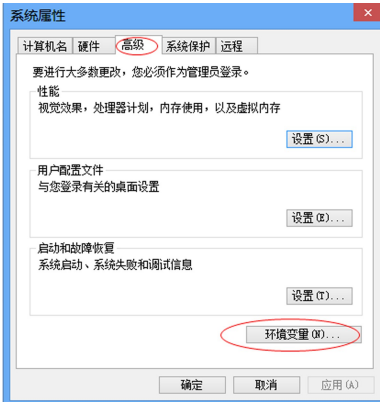 系统属性
计算机名 硬件 高级 系统保护 远程
要进行大多数更改，您必须作为管理员登录。
性能
视觉效果，处理器计划，内存使用，以及虚拟内存
设置(S)...
用户配置文件
与您登录有关的桌面设置
设置(E)...
启动和故障恢复
系统启动、系统失败和调试信息
设置(T)...
环境变量(N)...
确定 取消 应用(A)